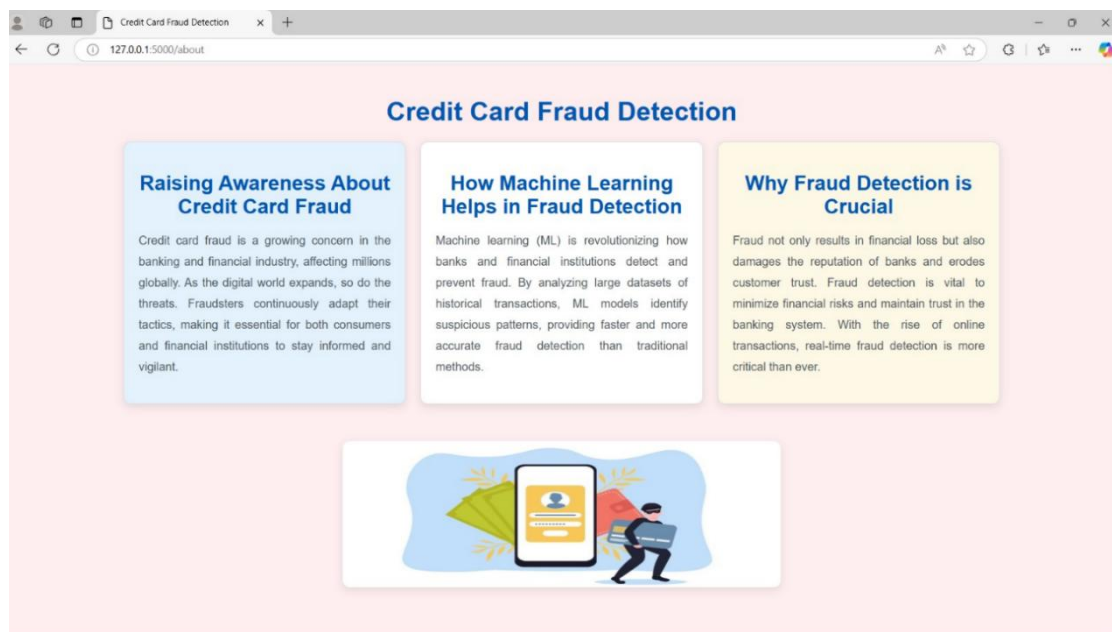 Credit Card Fraud Detection
127.0.0.1:5000/about
Credit Card Fraud Detection
Raising Awareness About
Credit Card Fraud
Credit card fraud is a growing concern in the
banking and financial industry, affecting millions
globally. As the digital world expands, so do the
threats. Fraudsters continuously adapt their
tactics, making it essential for both consumers
and financial institutions to stay informed and
vigilant.
How Machine Learning
Helps in Fraud Detection
Machine learning (ML) is revolutionizing how
banks and financial institutions detect and
prevent fraud. By analyzing large datasets of
historical transactions, ML models identify
suspicious patterns, providing faster and more
accurate fraud detection than traditional
methods.
Why Fraud Detection is
Crucial
Fraud not only results in financial loss but also
damages the reputation of banks and erodes
customer trust. Fraud detection is vital to
minimize financial risks and maintain trust in the
banking system. With the rise of online
transactions, real-time fraud detection is more
critical than ever.